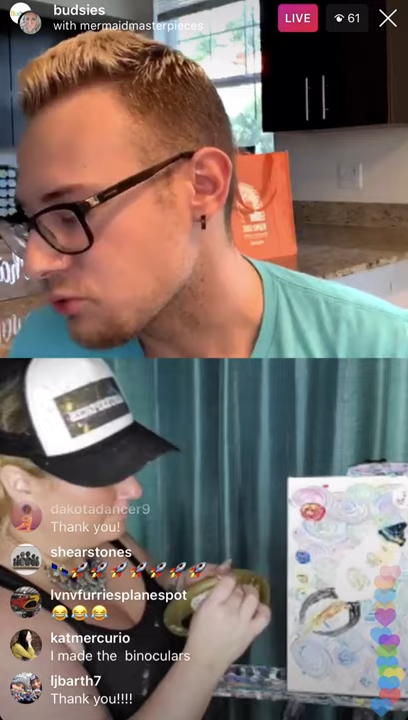 budsies
with mermaidmasterpieces
LIVE
61
dakotadancer9
Thank you!
shearstones
lvnvfurriesplanespot
katmercurio
I made the binoculars
ljbarth7
Thank you!!!!